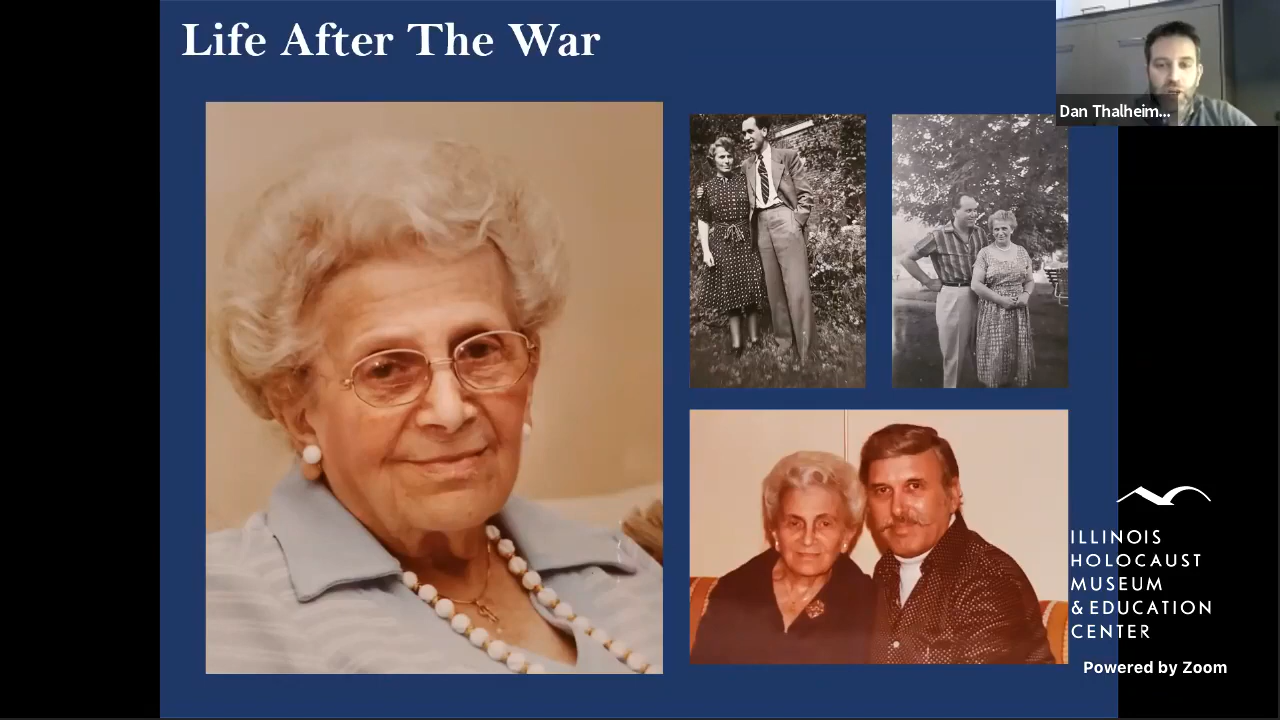 Life After The War
Dan Thalheim...
ILLINOIS
HOLOCAUST
MUSEUM
& EDUCATION
CENTER
Powered by Zoom